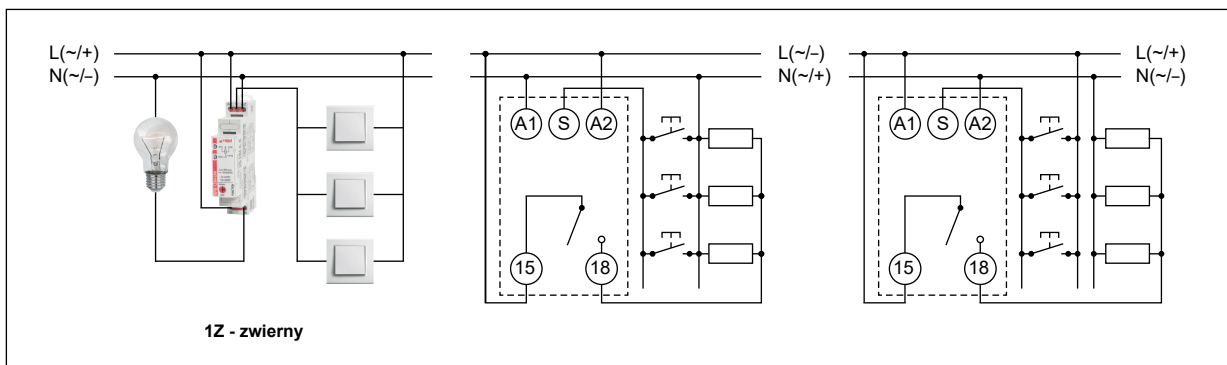 L(~/+)
N(~/–)
1Z - zwierny
L(~/–)
N(~/+)
A1 S A2
15 18
L(~/+)
N(~/–)
A1 S A2
15 18